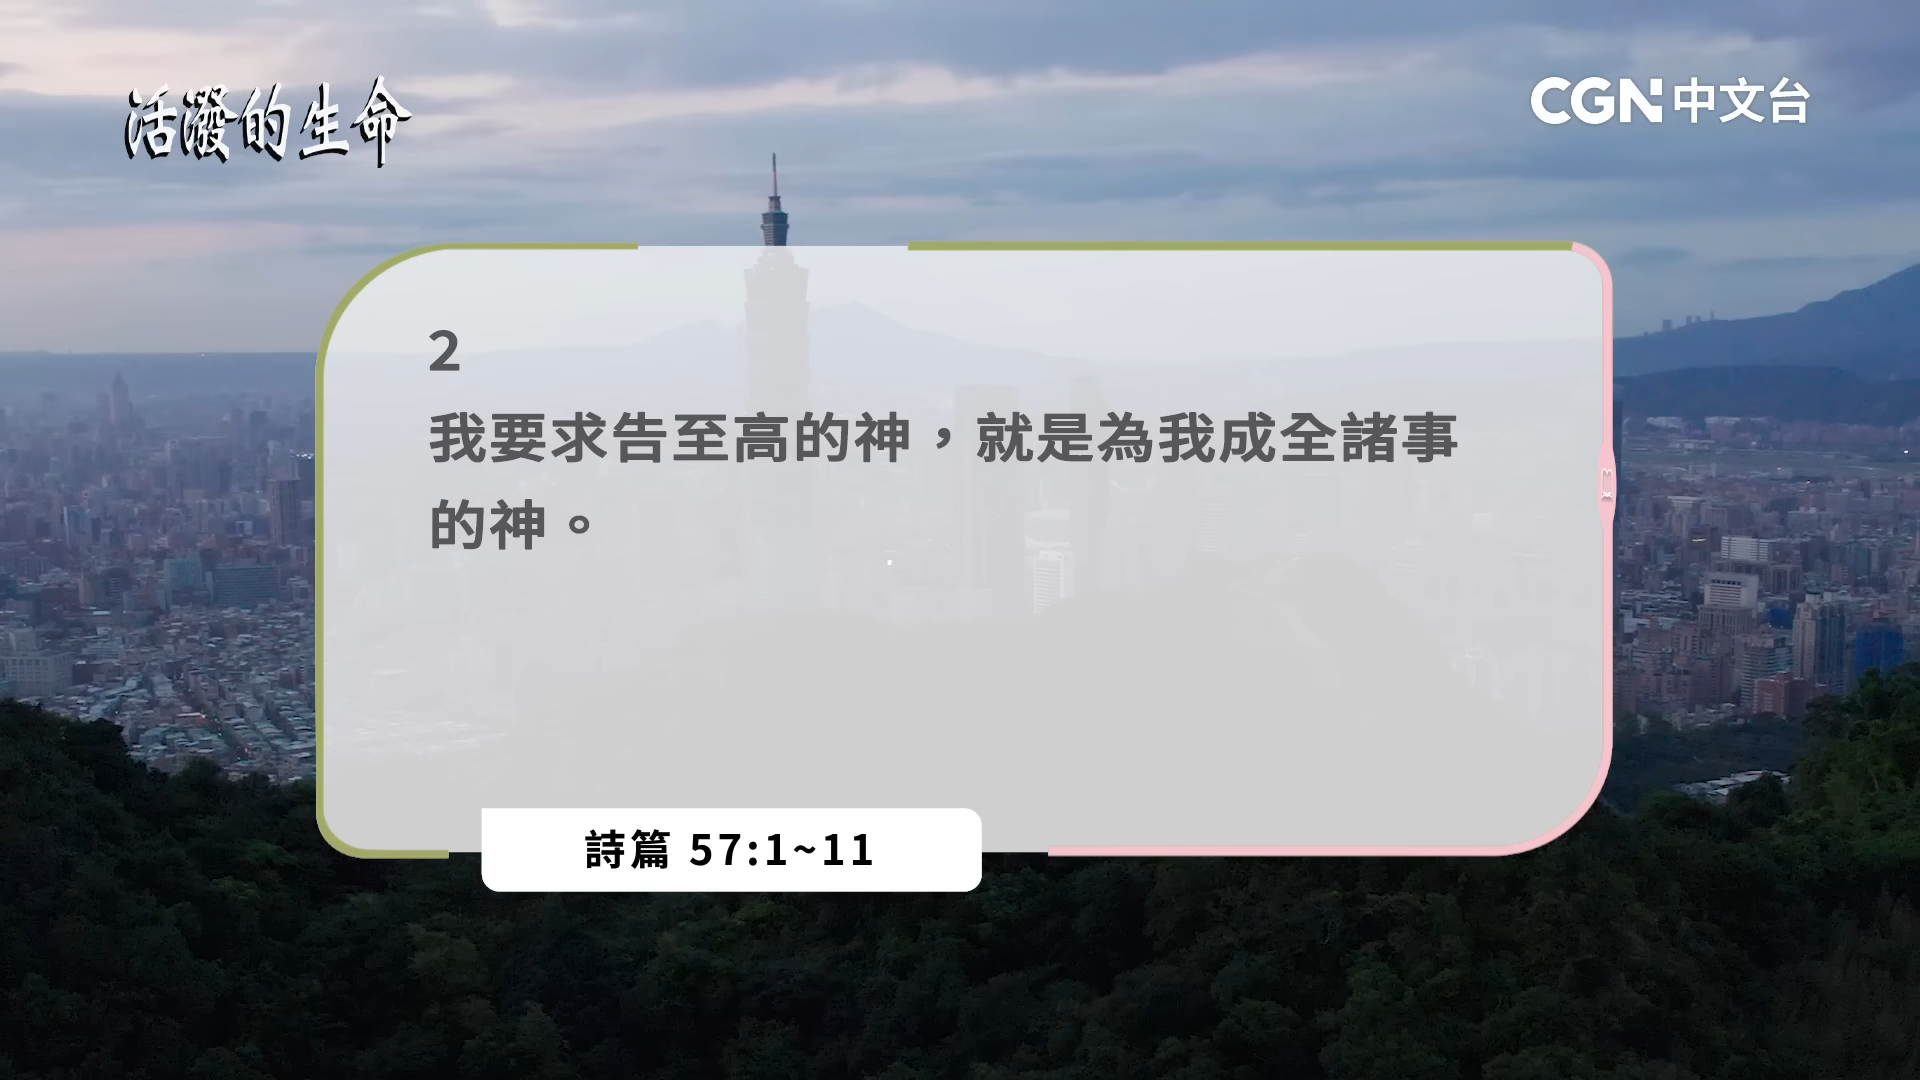 活潑的生命
CGN中文台
2
我要求告至高的神，就是為我成全諸事
的神。
詩篇 57:1~11